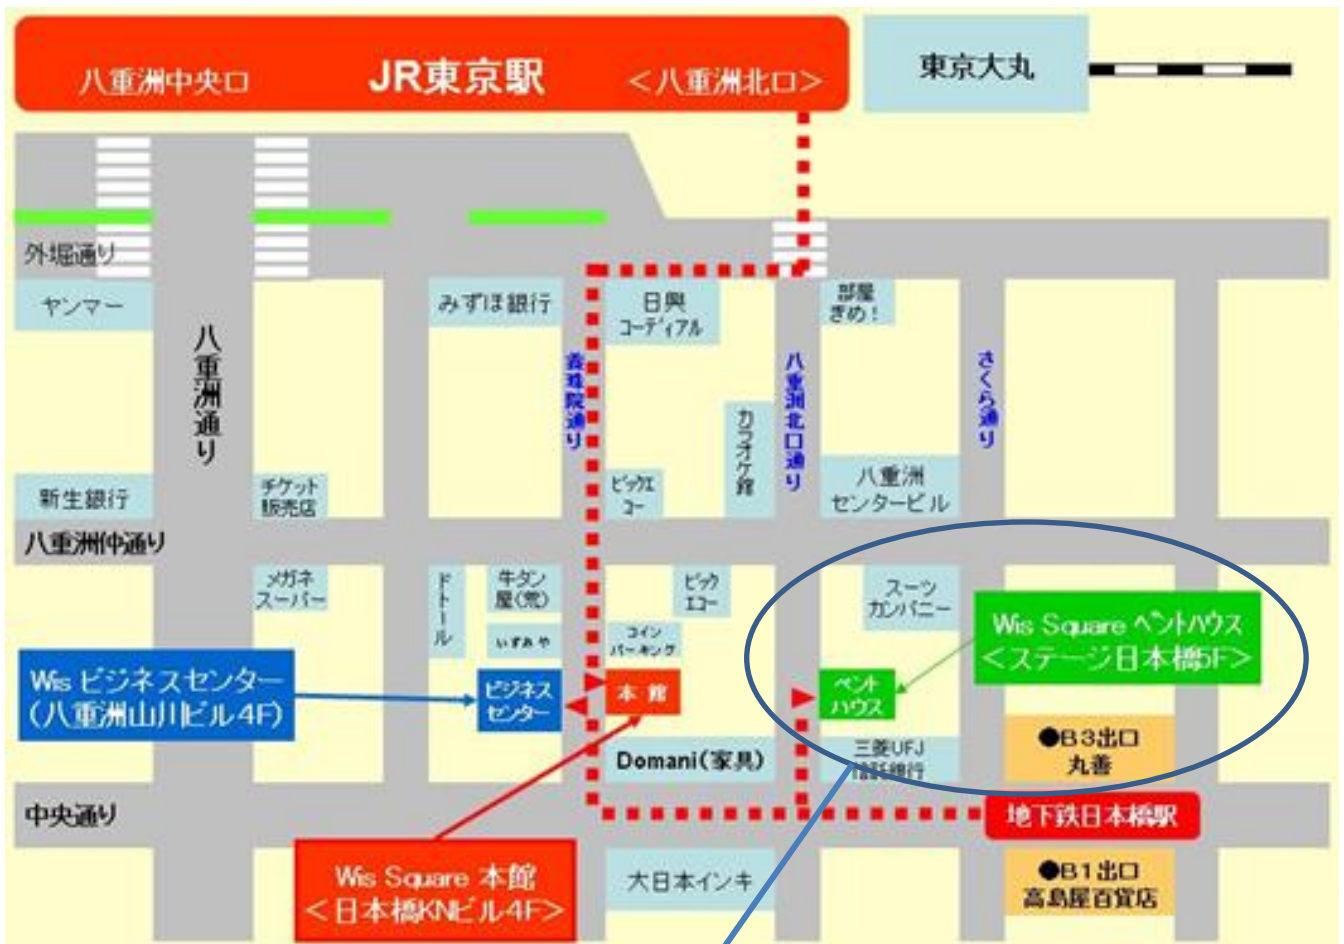 八重洲中央口
JR東京駅
＜八重洲北口＞
東京大丸
外堀通り
ヤンマー
みずほ銀行
日興
コーディアル
部屋
ぎめ！
八重洲通り
八重洲北口通り
さくら通り
カラオケ館
新生銀行
チケット
販売店
ビックエ
コー
八重洲
センタービル
八重洲仲通り
メガネ
スーパー
ドトール
牛タン
屋(荒)
いずみや
ビック
エコー
コイン
パーキング
スーツ
カンパニー
Wis Square ペントハウス
＜ステージ日本橋5F＞
Wis ビジネスセンター
(八重洲山川ビル4F)
ビジネス
センター
本 館
ペント
ハウス
Domani(家具)
三菱UFJ
信託銀行
●B3出口
丸善
中央通り
地下鉄日本橋駅
Wis Square 本館
＜日本橋KNビル4F＞
大日本インキ
●B1出口
高島屋百貨店